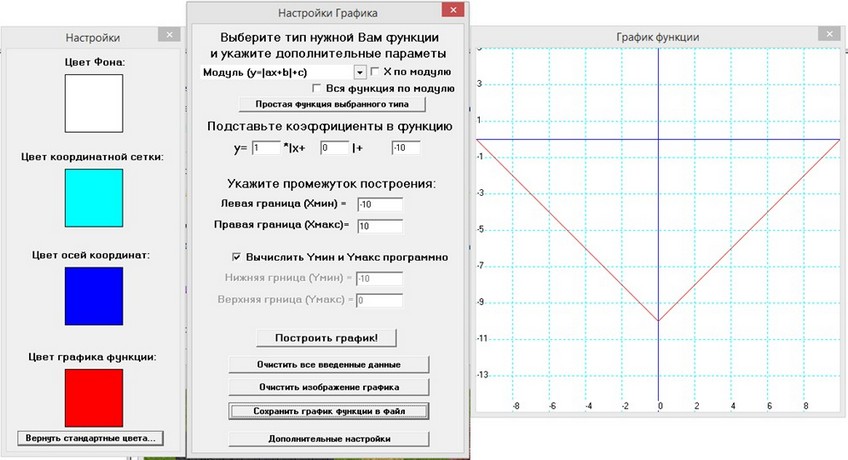 Настройки
Цвет Фона:
Цвет координатной сетки:
Цвет осей координат:
Цвет графика функции:
Вернуть стандартные цвета...
Настройки Графика
Выберите тип нужной Вам функции
и укажите дополнительные параметы
Модуль (y=|ax+b|+c)
X по модулю
Вся функция по модулю
Простая функция выбранного типа
Подставьте коэффициенты в функцию
y= 1 *|x+ 0 |+ -10
Укажите промежуток построения:
Левая граница (Xмин) = -10
Правая граница (Xмакс)= 10
Вычислить Yмин и Yмакс программно
Нижняя грница (Yмин) = -10
Верхняя грница (Yмакс) = 0
Построить график!
Очистить все введенные данные
Очистить изображение графика
Сохранить график функции в файл
Дополнительные настройки
График функции
5
3
1
-1
-3
-5
-7
-9
-11
-13
-8 -6 -4 -2 0 2 4 6 8